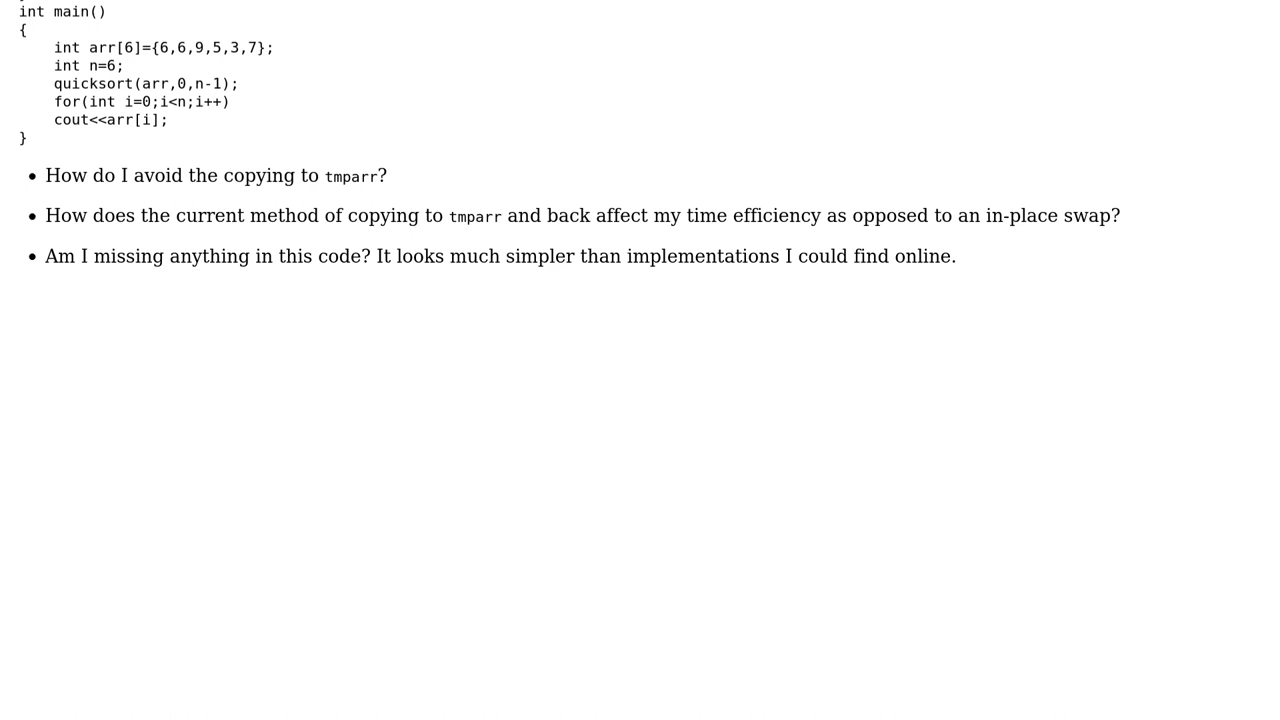 int main()
{
    int arr[6]={6,6,9,5,3,7};
    int n=6;
    quicksort(arr,0,n-1);
    for(int i=0;i<n;i++)
    cout<<arr[i];
}
• How do I avoid the copying to tmparr?
• How does the current method of copying to tmparr and back affect my time efficiency as opposed to an in-place swap?
• Am I missing anything in this code? It looks much simpler than implementations I could find online.